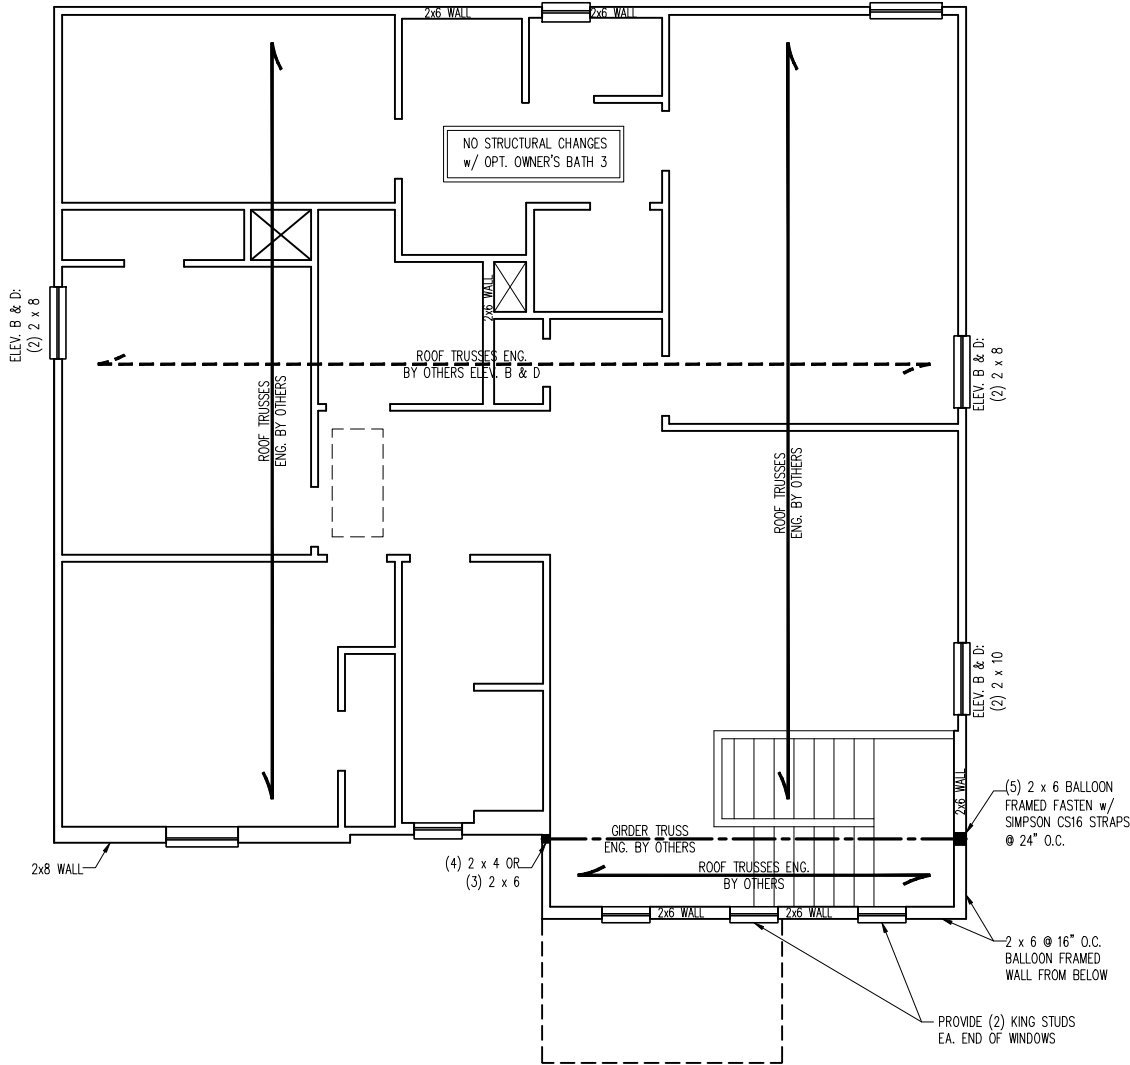 2x6 WALL
2x6 WALL
NO STRUCTURAL CHANGES
w/ OPT. OWNER'S BATH 3
ELEV. B & D:
(2) 2 x 8
2x6 WALL
ROOF TRUSSES ENG.
BY OTHERS ELEV. B & D
ELEV. B & D:
(2) 2 x 8
ROOF TRUSSES
ENG. BY OTHERS
ROOF TRUSSES
ENG. BY OTHERS
ELEV. B & D:
(2) 2 x 10
2x6 WALL
(5) 2 x 6 BALLOON
FRAMED FASTEN w/
SIMPSON CS16 STRAPS
@ 24" O.C.
GIRDER TRUSS
ENG. BY OTHERS
2x8 WALL
(4) 2 x 4 OR
(3) 2 x 6
ROOF TRUSSES ENG.
BY OTHERS
2x6 WALL
2x6 WALL
2 x 6 @ 16" O.C.
BALLOON FRAMED
WALL FROM BELOW
PROVIDE (2) KING STUDS
EA. END OF WINDOWS